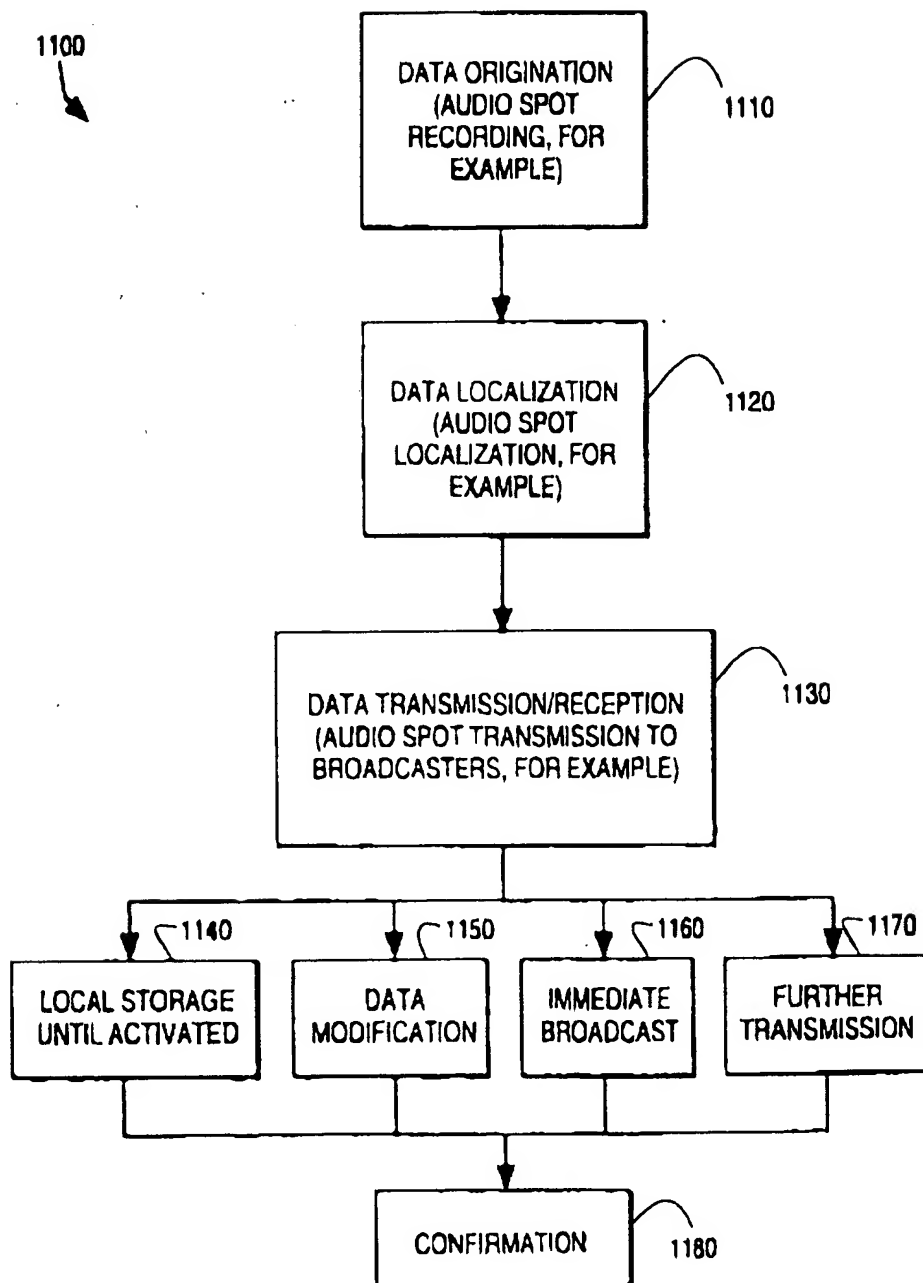 1100
DATA ORIGINATION
(AUDIO SPOT
RECORDING, FOR
EXAMPLE)
1110
DATA LOCALIZATION
(AUDIO SPOT
LOCALIZATION, FOR
EXAMPLE)
1120
DATA TRANSMISSION/RECEPTION
(AUDIO SPOT TRANSMISSION TO
BROADCASTERS, FOR EXAMPLE)
1130
1140
LOCAL STORAGE
UNTIL ACTIVATED
1150
DATA
MODIFICATION
1160
IMMEDIATE
BROADCAST
1170
FURTHER
TRANSMISSION
CONFIRMATION
1180